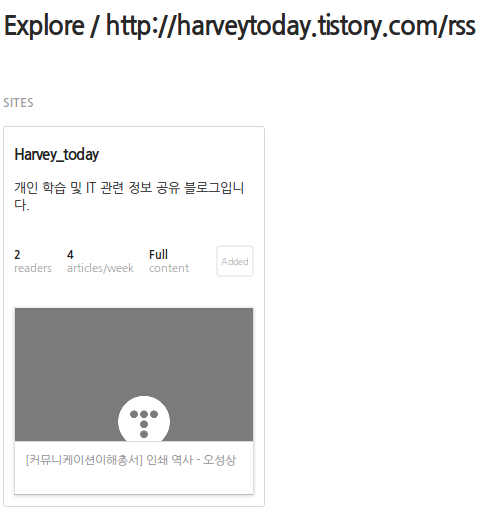 Explore / http://harveytoday.tistory.com/rss
SITES
Harvey_today
개인 학습 및 IT 관련 정보 공유 블로그입니
다.
2 4 Full
readers articles/week content Added
[커뮤니케이션이해총서] 인쇄 역사 - 오성상